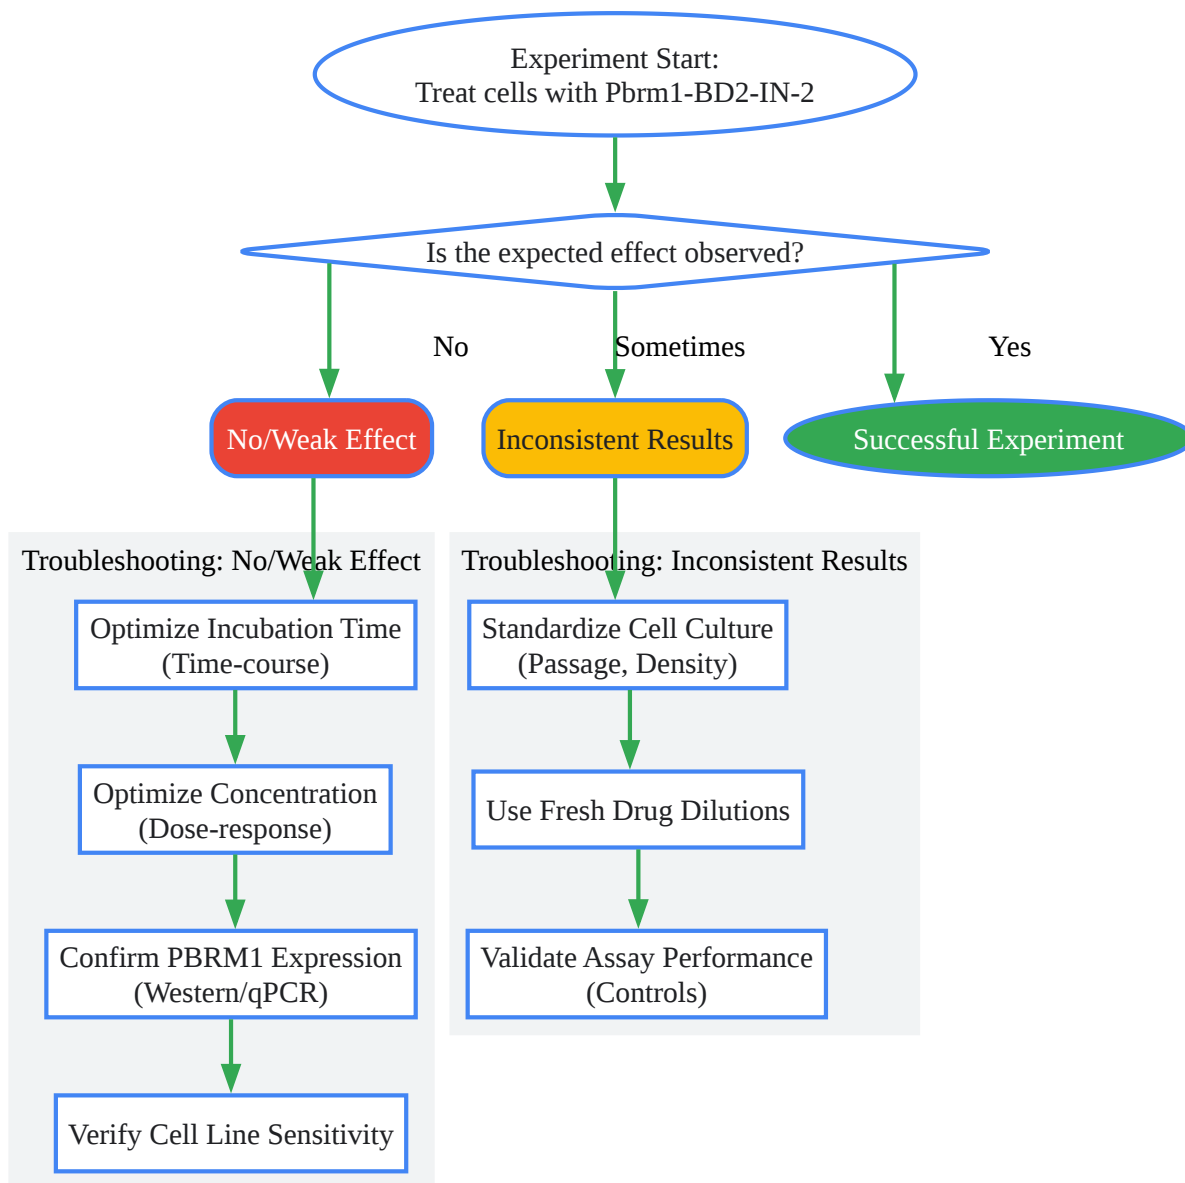 Experiment Start:
Treat cells with Pbrm1-BD2-IN-2
Is the expected effect observed?
No
Sometimes
Yes
No/Weak Effect
Inconsistent Results
Successful Experiment
Troubleshooting: No/Weak Effect
Optimize Incubation Time
(Time-course)
Optimize Concentration
(Dose-response)
Confirm PBRM1 Expression
(Western/qPCR)
Verify Cell Line Sensitivity
Troubleshooting: Inconsistent Results
Standardize Cell Culture
(Passage, Density)
Use Fresh Drug Dilutions
Validate Assay Performance
(Controls)